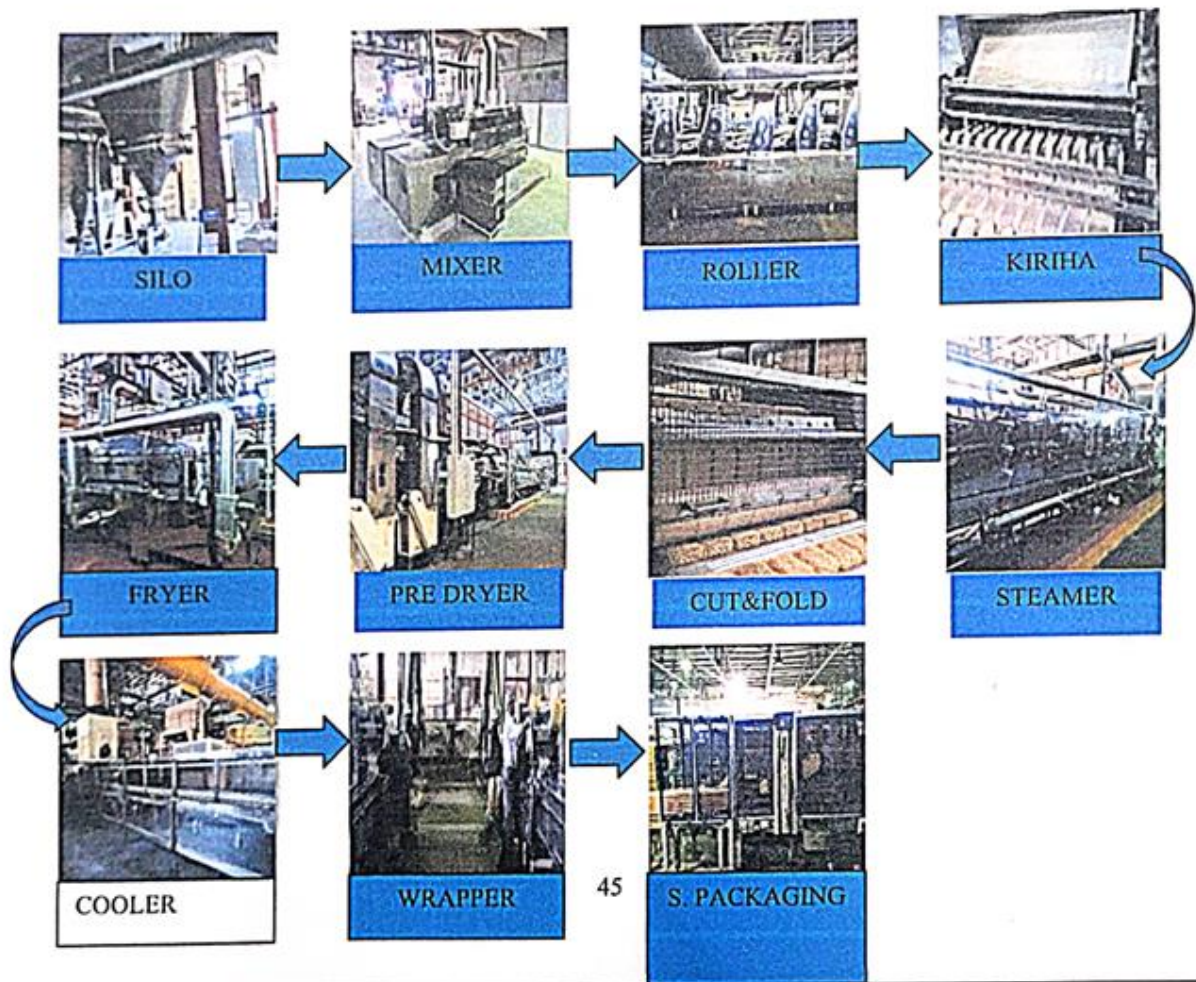 SILO
MIXER
ROLLER
KIRIHA
STEAMER
CUT&FOLD
PRE DRYER
FRYER
COOLER
WRAPPER
S. PACKAGING
45